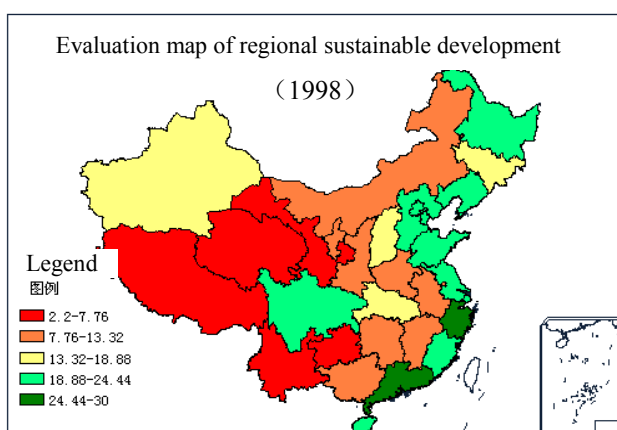 Evaluation map of regional sustainable development
（1998）
Legend
图例
2.2-7.76
7.76-13.32
13.32-18.88
18.88-24.44
24.44-30